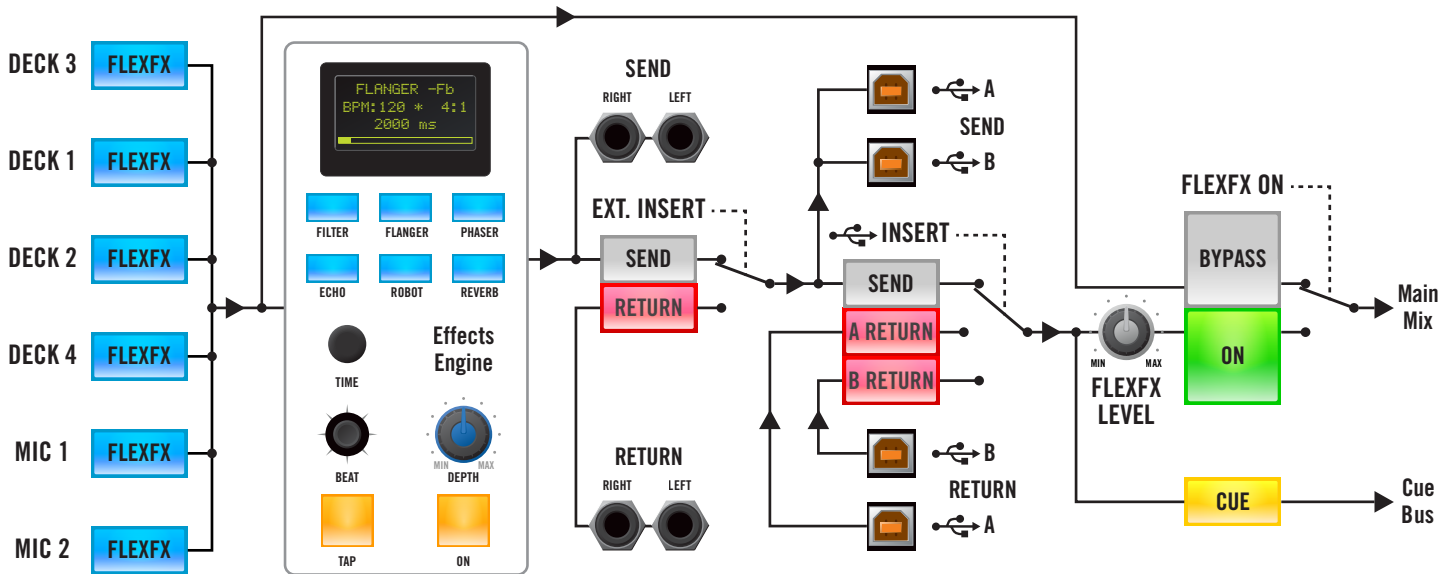 DECK 3
FLEXFX
DECK 1
FLEXFX
DECK 2
FLEXFX
DECK 4
FLEXFX
MIC 1
FLEXFX
MIC 2
FLEXFX
FLANGER -Fb
BPM:120 * 4:1
2000 ms
FILTER
FLANGER
PHASER
ECHO
ROBOT
REVERB
Effects
Engine
TIME
BEAT
MIN
MAX
DEPTH
TAP
ON
SEND
RIGHT
LEFT
EXT. INSERT
SEND
RETURN
RETURN
RIGHT
LEFT
A
SEND
B
INSERT
SEND
A RETURN
B RETURN
B
RETURN
A
FLEXFX ON
BYPASS
ON
MIN
MAX
FLEXFX
LEVEL
CUE
Main
Mix
Cue
Bus